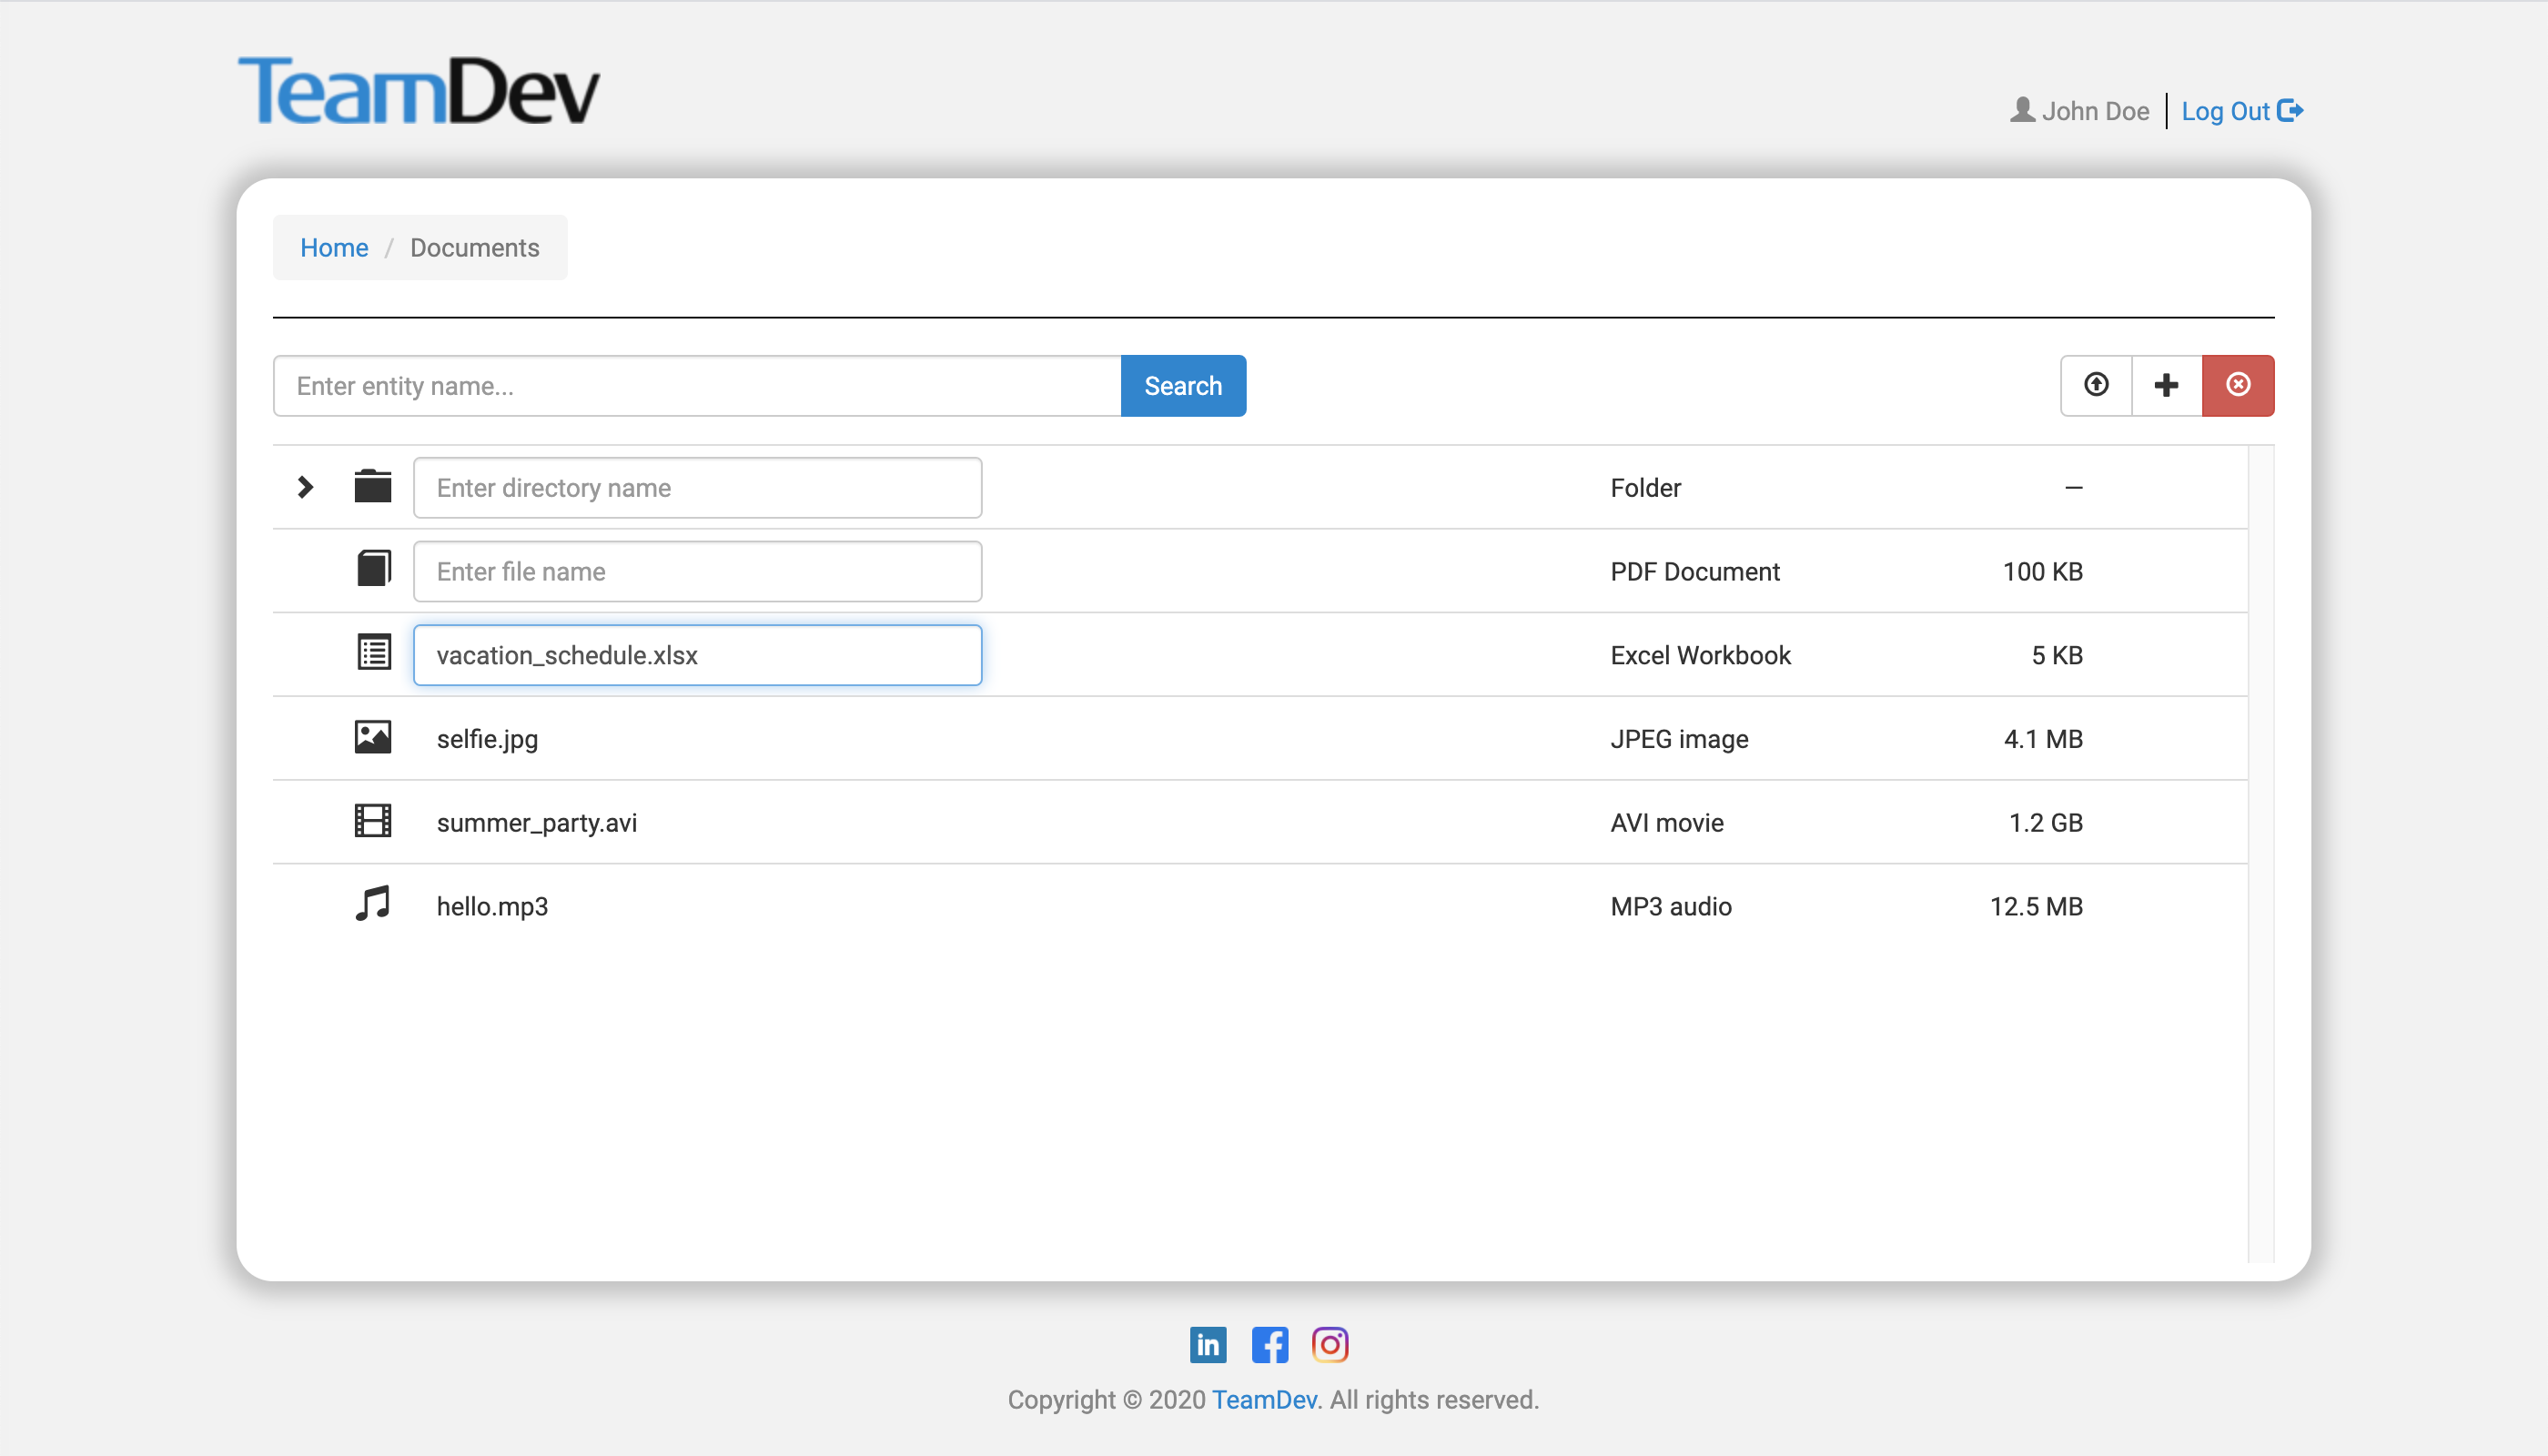 TeamDev
John Doe | Log Out
Home / Documents
Enter entity name... Search
Enter directory name Folder —
Enter file name PDF Document 100 KB
vacation_schedule.xlsx Excel Workbook 5 KB
selfie.jpg JPEG image 4.1 MB
summer_party.avi AVI movie 1.2 GB
hello.mp3 MP3 audio 12.5 MB
in f
Copyright © 2020 TeamDev. All rights reserved.